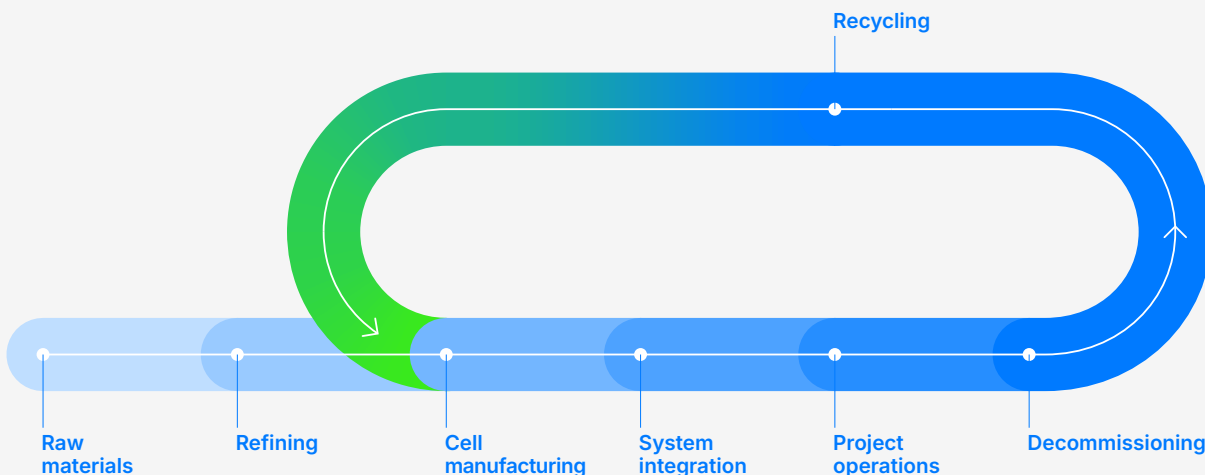 Recycling
Raw
materials
Refining
Cell
manufacturing
System
integration
Project
operations
Decommissioning